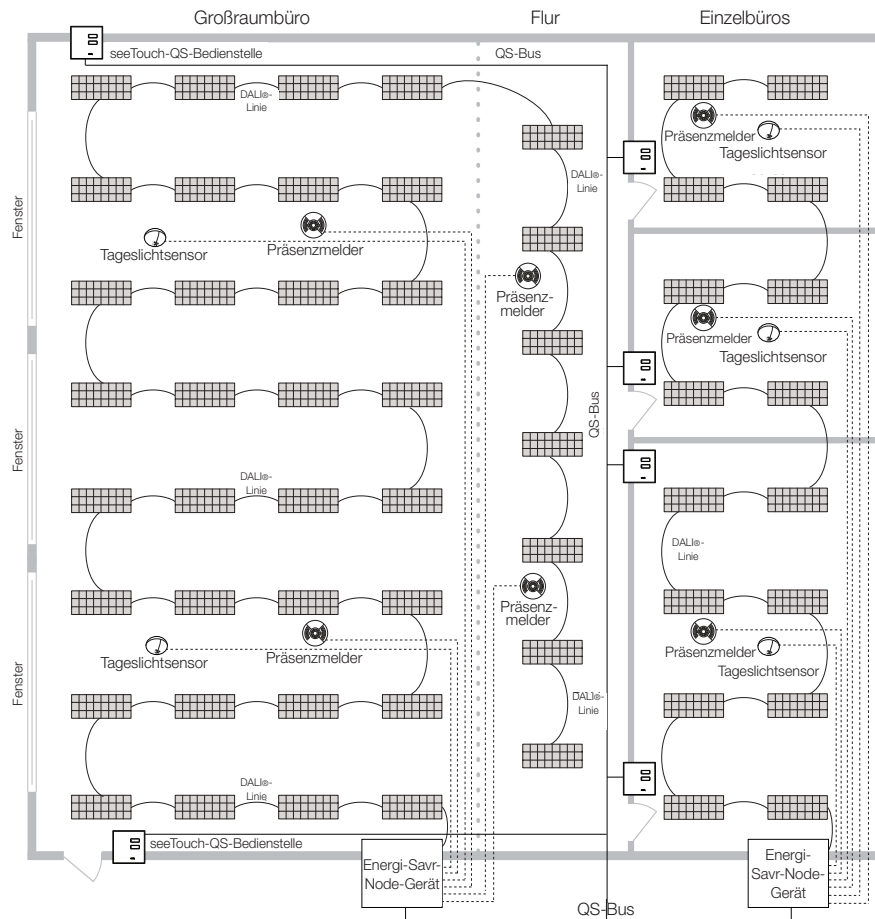 Großraumbüro
Flur
Einzelbüros
seeTouch-QS-Bedienstelle
QS-Bus
DALI®-
Linie
Präsenzmelder
Tageslichtsensor
DALI®-
Linie
Fenster
Tageslichtsensor
Präsenzmelder
Präsenz-
melder
Präsenzmelder
Tageslichtsensor
QS-Bus
Fenster
DALI®-
Linie
DALI®-
Linie
Präsenz-
melder
Tageslichtsensor
Präsenzmelder
Präsenzmelder
Tageslichtsensor
Fenster
DALI®-
Linie
DALI®-
Linie
seeTouch-QS-Bedienstelle
Energi-Savr-
Node-Gerät
Energi-
Savr-Node-
Gerät
QS-Bus